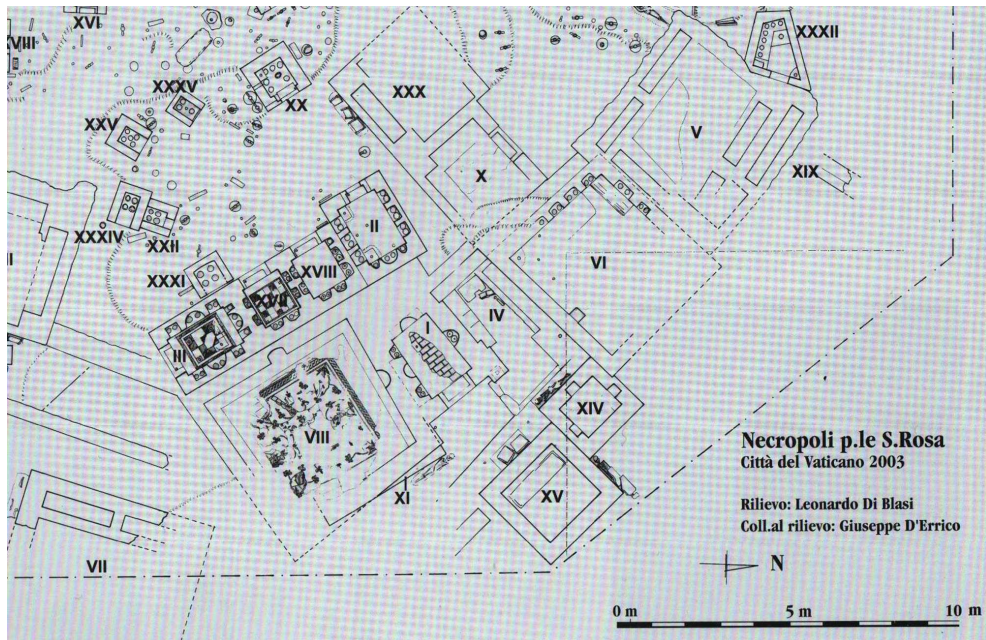 XVI
XVIII
XXXII
XXXV
XX
XXX
XXV
V
X
XIX
XXXIV
XXII
II
XXXI
XVIII
VI
XVII
IV
I
III
XIV
VIII
Necropoli p.le S.Rosa
Città del Vaticano 2003
XI
XV
Rilievo: Leonardo Di Blasi
Coll.al rilievo: Giuseppe D'Errico
VII
N
0 m
5 m
10 m